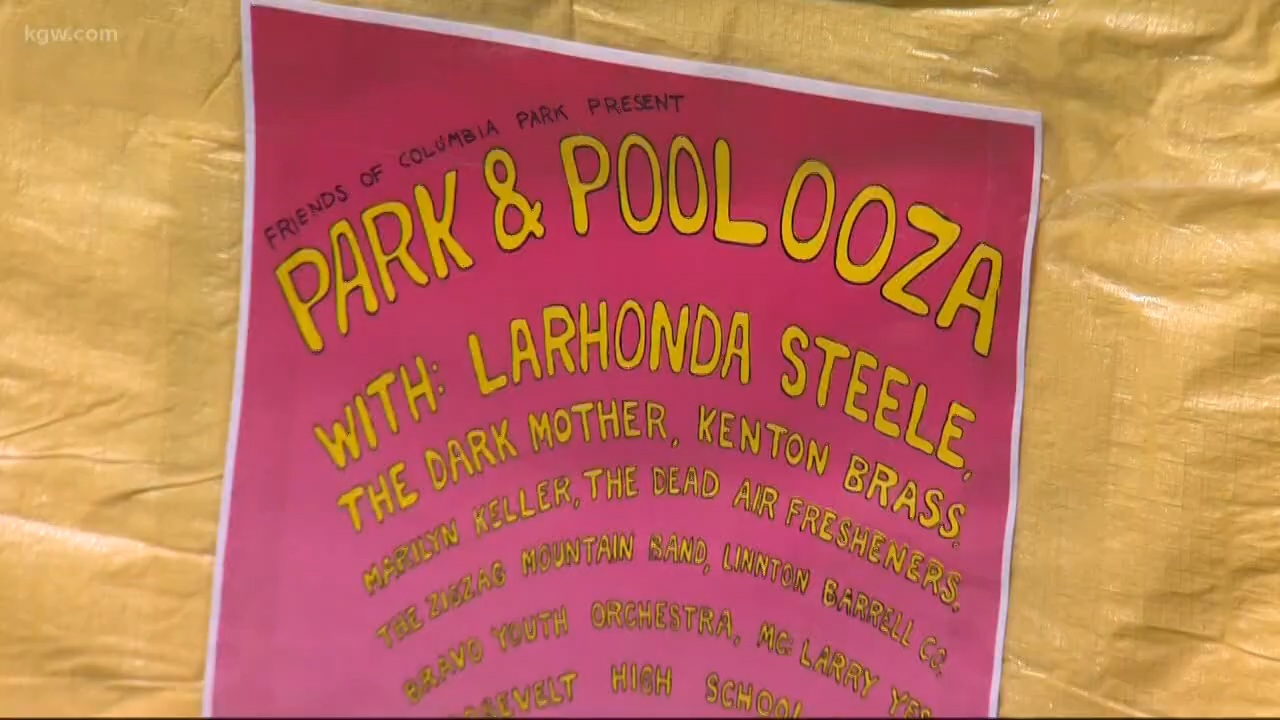 kgw.com
FRIENDS OF COLUMBIA PARK PRESENT
PARK & POOLOOZA
WITH: LARHONDA STEELE,
THE DARK MOTHER, KENTON BRASS,
MARILYN KELLER, THE DEAD AIR FRESHENERS,
THE ZIGZAG MOUNTAIN BAND, LINNTON BARRELL CO,
BRAVO YOUTH ORCHESTRA, MC: LARRY
HIGH SCHOOL